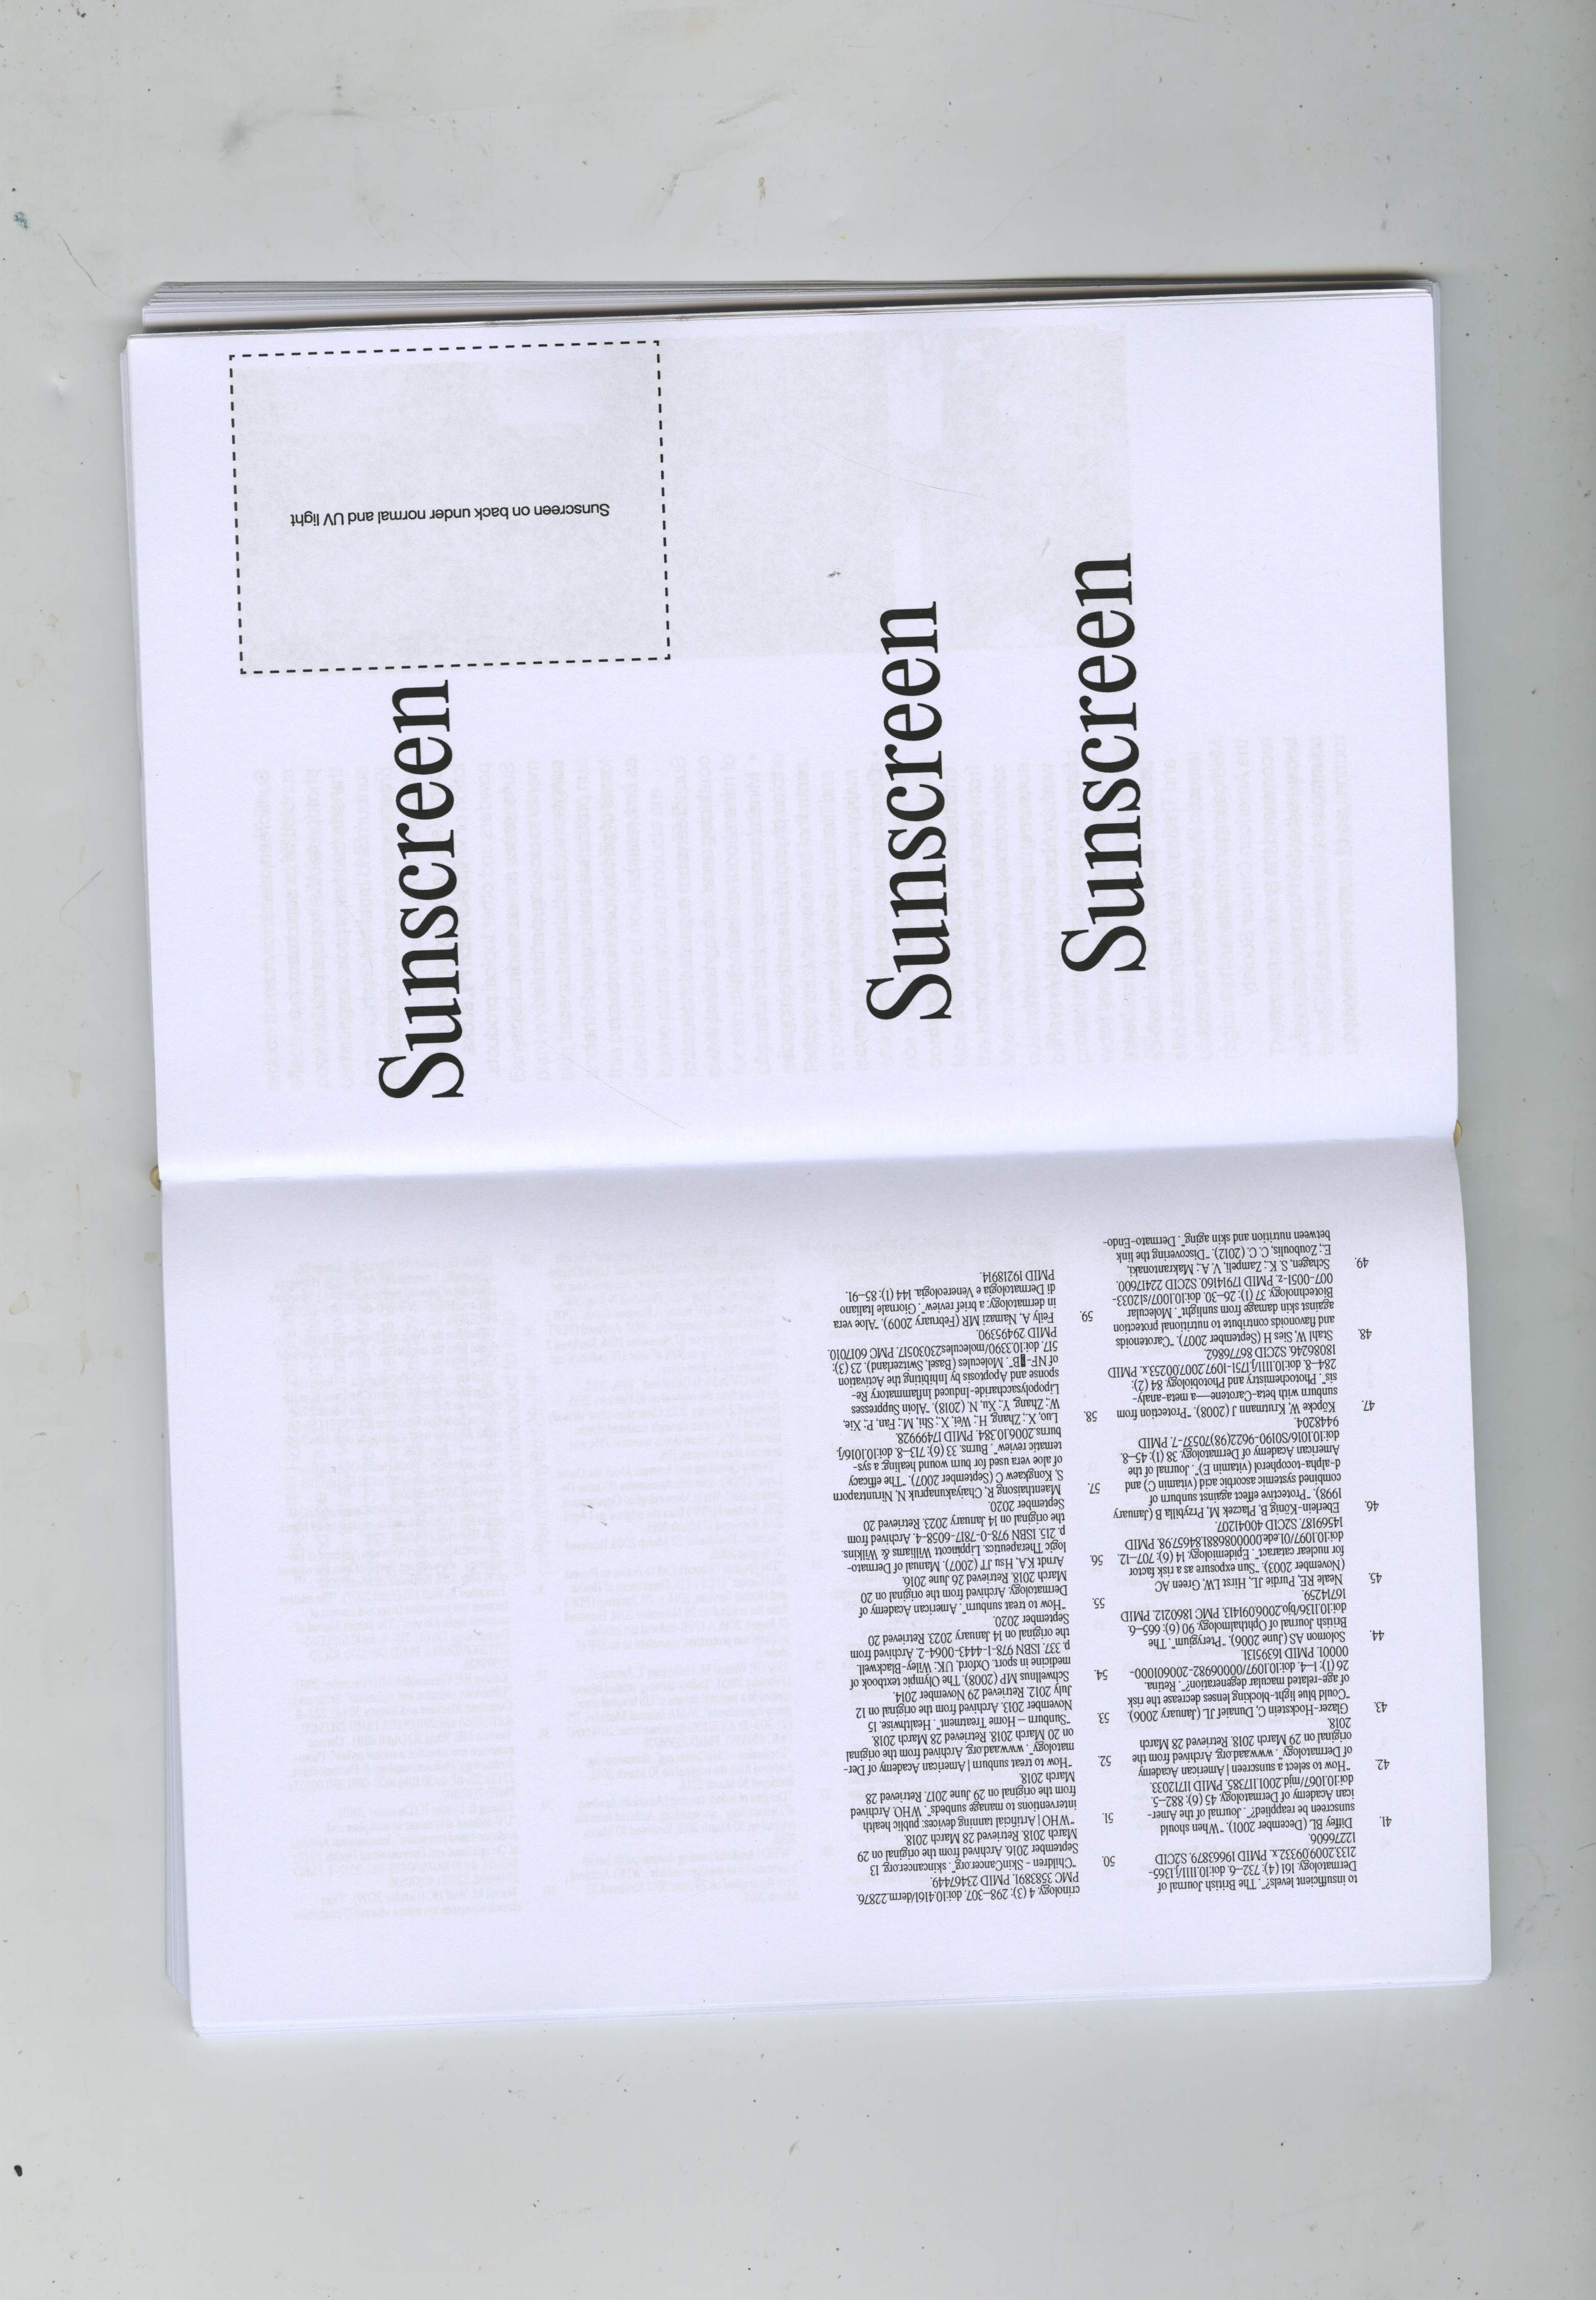 to insufficient levels?". The British Journal of
Dermatology. 161 (4): 732–6. doi:10.1111/j.1365-
2133.2009.09332.x. PMID 19663879. S2CID
12276606.
41. Diffey BL (December 2001). "When should
sunscreen be reapplied?". Journal of the Amer-
ican Academy of Dermatology. 45 (6): 882–5.
doi:10.1067/mjd.2001.117385. PMID 11712033.
42. "How to select a sunscreen | American Academy
of Dermatology". www.aad.org. Archived from the
original on 29 March 2018. Retrieved 28 March
2018.
43. Glazer-Hockstein C, Dunaief JL (January 2006).
"Could blue light-blocking lenses decrease the risk
of age-related macular degeneration?". Retina.
26 (1): 1–4. doi:10.1097/00006982-200601000-
00001. PMID 16395131.
44. Solomon AS (June 2006). "Pterygium". The
British Journal of Ophthalmology. 90 (6): 665–6.
doi:10.1136/bjo.2006.091413. PMC 1860212. PMID
16714259.
45. Neale RE, Purdie JL, Hirst LW, Green AC
(November 2003). "Sun exposure as a risk factor
for nuclear cataract". Epidemiology. 14 (6): 707–12.
doi:10.1097/01.ede.0000086881.84657.98. PMID
14569187. S2CID 40041207.
46. Eberlein-König B, Placzek M, Przybilla B (January
1998). "Protective effect against sunburn of
combined systemic ascorbic acid (vitamin C) and
d-alpha-tocopherol (vitamin E)". Journal of the
American Academy of Dermatology. 38 (1): 45–8.
doi:10.1016/S0190-9622(98)70537-7. PMID
9448204.
47. Köpcke W, Krutmann J (2008). "Protection from
sunburn with beta-Carotene—a meta-analy-
sis". Photochemistry and Photobiology. 84 (2):
284–8. doi:10.1111/j.1751-1097.2007.00253.x. PMID
18086246. S2CID 86776862.
48. Stahl W, Sies H (September 2007). "Carotenoids
and flavonoids contribute to nutritional protection
against skin damage from sunlight". Molecular
Biotechnology. 37 (1): 26–30. doi:10.1007/s12033-
007-0051-z. PMID 17914160. S2CID 22417600.
49. Schagen, S. K.; Zampeli, V. A.; Makrantonaki,
E.; Zouboulis, C. C. (2012). "Discovering the link
between nutrition and skin aging". Dermato-Endo-
crinology. 4 (3): 298–307. doi:10.4161/derm.22876.
PMC 3583891. PMID 23467449.
50. "Children - SkinCancer.org". skincancer.org. 13
September 2016. Archived from the original on 29
March 2018. Retrieved 28 March 2018.
51. "WHO | Artificial tanning devices: public health
interventions to manage sunbeds". WHO. Archived
from the original on 29 June 2017. Retrieved 28
March 2018.
52. "How to treat sunburn | American Academy of Der-
matology". www.aad.org. Archived from the original
on 20 March 2018. Retrieved 28 March 2018.
53. "Sunburn – Home Treatment". Healthwise. 15
November 2013. Archived from the original on 12
July 2012. Retrieved 29 November 2014.
54. Schwellnus MP (2008). The Olympic textbook of
medicine in sport. Oxford, UK: Wiley-Blackwell.
p. 337. ISBN 978-1-4443-0064-2. Archived from
the original on 14 January 2023. Retrieved 20
September 2020.
55. "How to treat sunburn". American Academy of
Dermatology. Archived from the original on 20
March 2018. Retrieved 26 June 2016.
56. Arndt KA, Hsu JT (2007). Manual of Dermato-
logic Therapeutics. Lippincott Williams & Wilkins.
p. 215. ISBN 978-0-7817-6058-4. Archived from
the original on 14 January 2023. Retrieved 20
September 2020.
57. Maenthaisong R, Chaiyakunapruk N, Niruntraporn
S, Kongkaew C (September 2007). "The efficacy
of aloe vera used for burn wound healing: a sys-
tematic review". Burns. 33 (6): 713–8. doi:10.1016/j.
burns.2006.10.384. PMID 17499928.
58. Luo, X.; Zhang, H.; Wei, X.; Shi, M.; Fan, P.; Xie,
W.; Zhang, Y.; Xu, N. (2018). "Aloin Suppresses
Lipopolysaccharide-Induced Inflammatory Re-
sponse and Apoptosis by Inhibiting the Activation
of NF-B". Molecules (Basel, Switzerland). 23 (3):
517. doi:10.3390/molecules23030517. PMC 6017010.
PMID 29495390.
59. Feily A, Namazi MR (February 2009). "Aloe vera
in dermatology: a brief review". Giornale Italiano
di Dermatologia e Venereologia. 144 (1): 85–91.
PMID 19218914.
Sunscreen
Sunscreen on back under normal and UV light
Sunscreen
Sunscreen